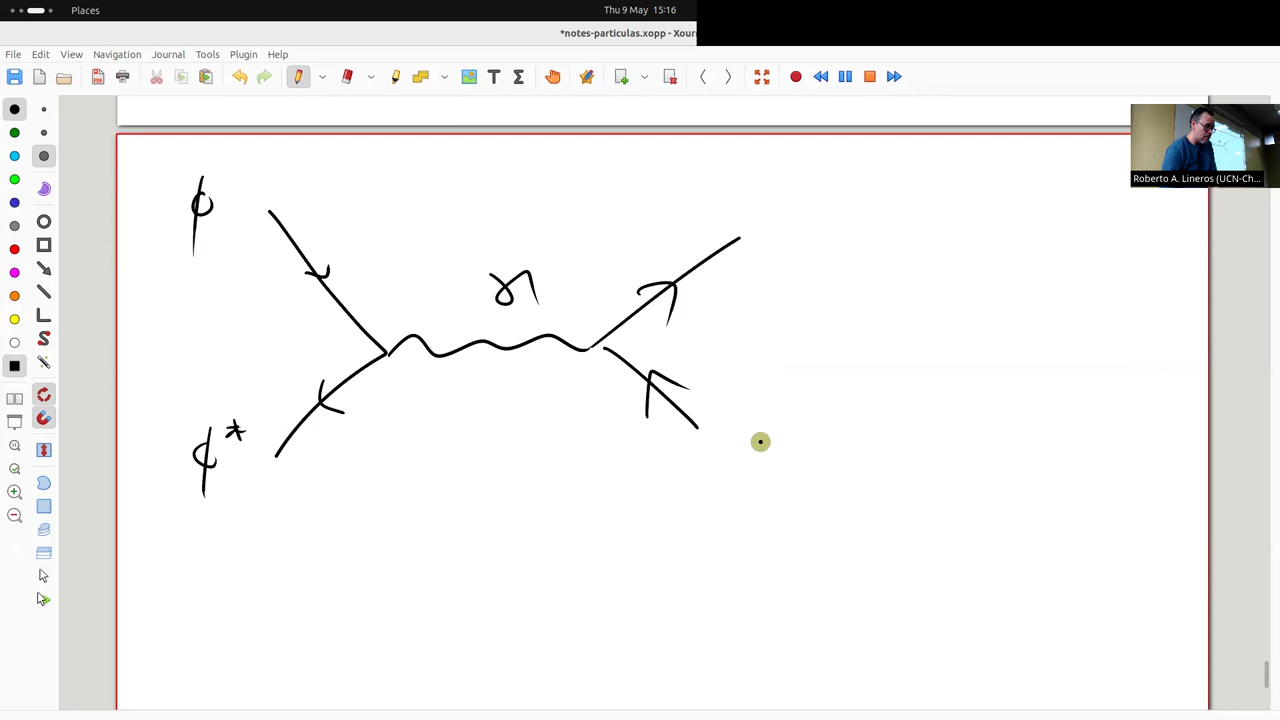 Places
Thu 9 May 15:16
*notes-particulas.xopp - Xour
File Edit View Navigation Journal Tools Plugin Help
Roberto A. Lineros (UCN-Ch...
ϕ
γ
ϕ*